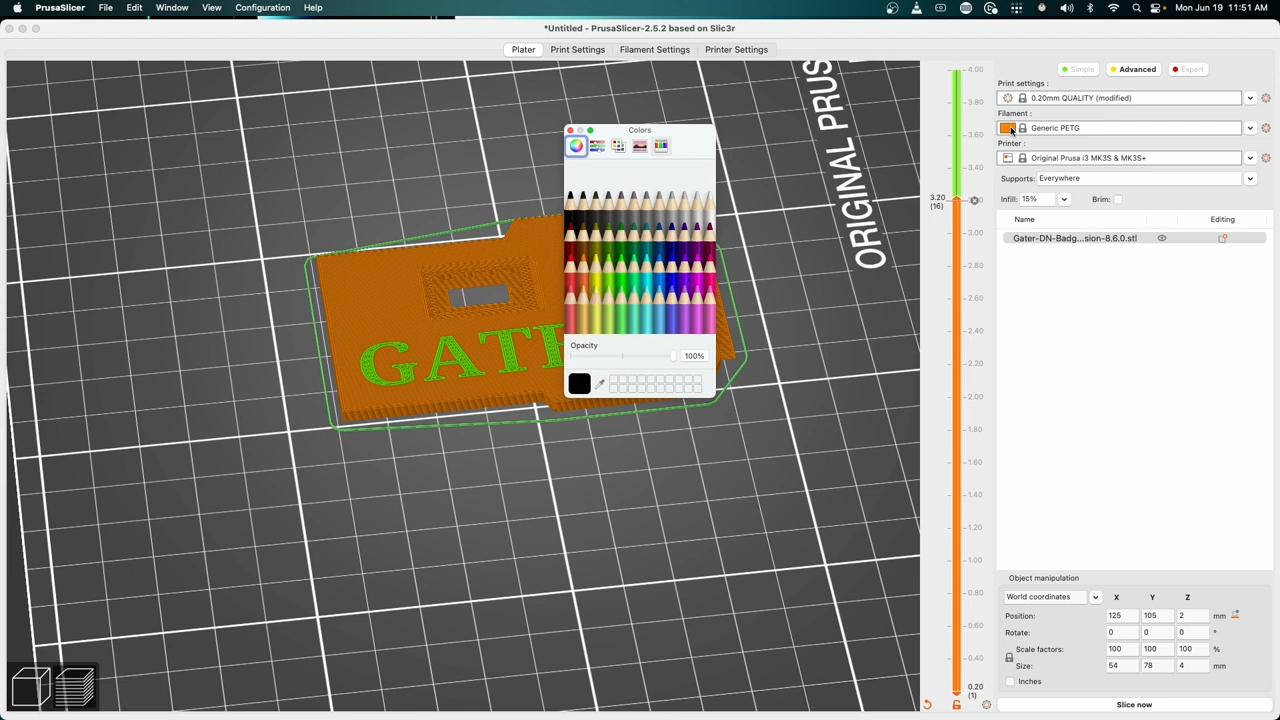 PrusaSlicer File Edit Window View Configuration Help Mon Jun 19 11:51 AM
*Untitled - PrusaSlicer-2.5.2 based on Slic3r
Plater Print Settings Filament Settings Printer Settings
ORIGINAL PRUS
GATE
Colors
Opacity
100%
4.00
3.80
3.60
3.40
3.20
(16)
3.00
2.80
2.60
2.40
2.20
2.00
1.80
1.60
1.40
1.20
1.00
0.80
0.60
0.40
0.20
(1)
Simple Advanced Expert
Print settings :
0.20mm QUALITY (modified)
Filament :
Generic PETG
Printer :
Original Prusa i3 MK3S & MK3S+
Supports: Everywhere
Infill: 15% Brim:
Name Editing
Gater-DN-Badg...sion-8.6.0.stl
Object manipulation
World coordinates X Y Z
Position: 125 105 2 mm
Rotate: 0 0 0 °
Scale factors: 100 100 100 %
Size: 54 78 4 mm
Inches
Slice now